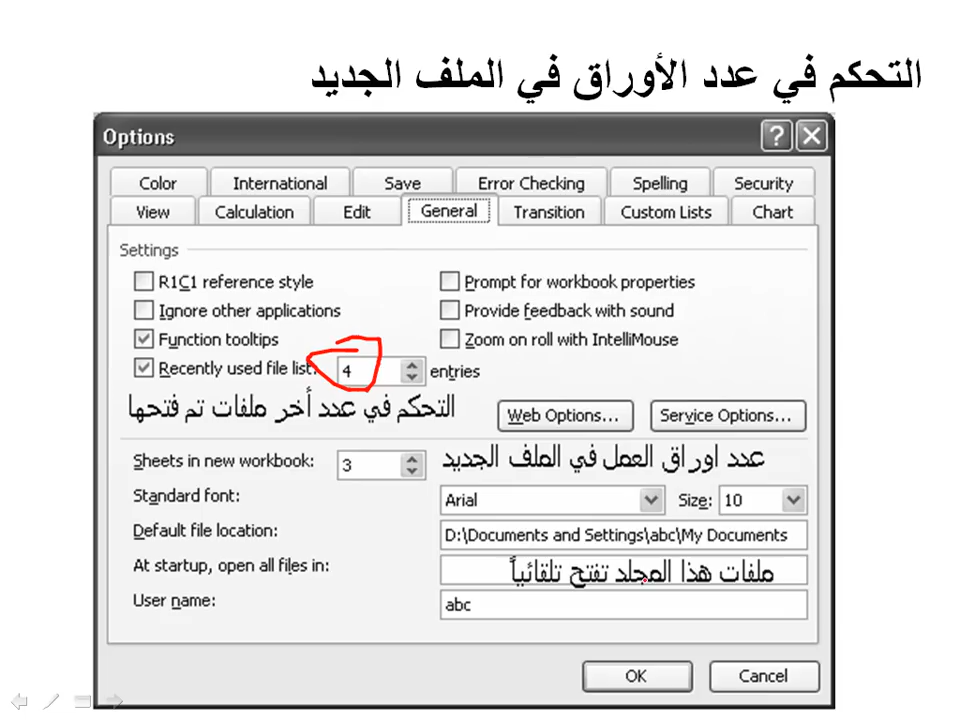 التحكم في عدد الأوراق في الملف الجديد
Options
Color International Save Error Checking Spelling Security
View Calculation Edit General Transition Custom Lists Chart
Settings
R1C1 reference style Prompt for workbook properties
Ignore other applications Provide feedback with sound
Function tooltips Zoom on roll with IntelliMouse
Recently used file list: 4 entries
التحكم في عدد أخر ملفات تم فتحها
Web Options... Service Options...
Sheets in new workbook: 3 عدد اوراق العمل في الملف الجديد
Standard font: Arial Size: 10
Default file location: D:\Documents and Settings\abc\My Documents
At startup, open all files in: ملفات هذا المجلد تفتح تلقائياً
User name: abc
OK Cancel